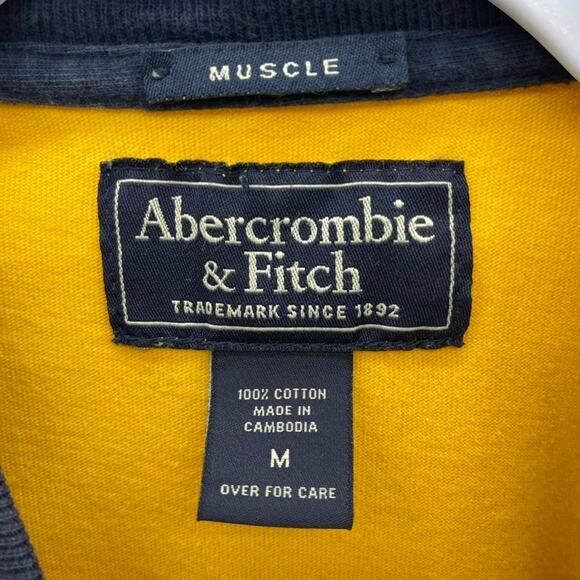 MUSCLE
Abercrombie
& Fitch
TRADEMARK SINCE 1892
100% COTTON
MADE IN
CAMBODIA
M
OVER FOR CARE